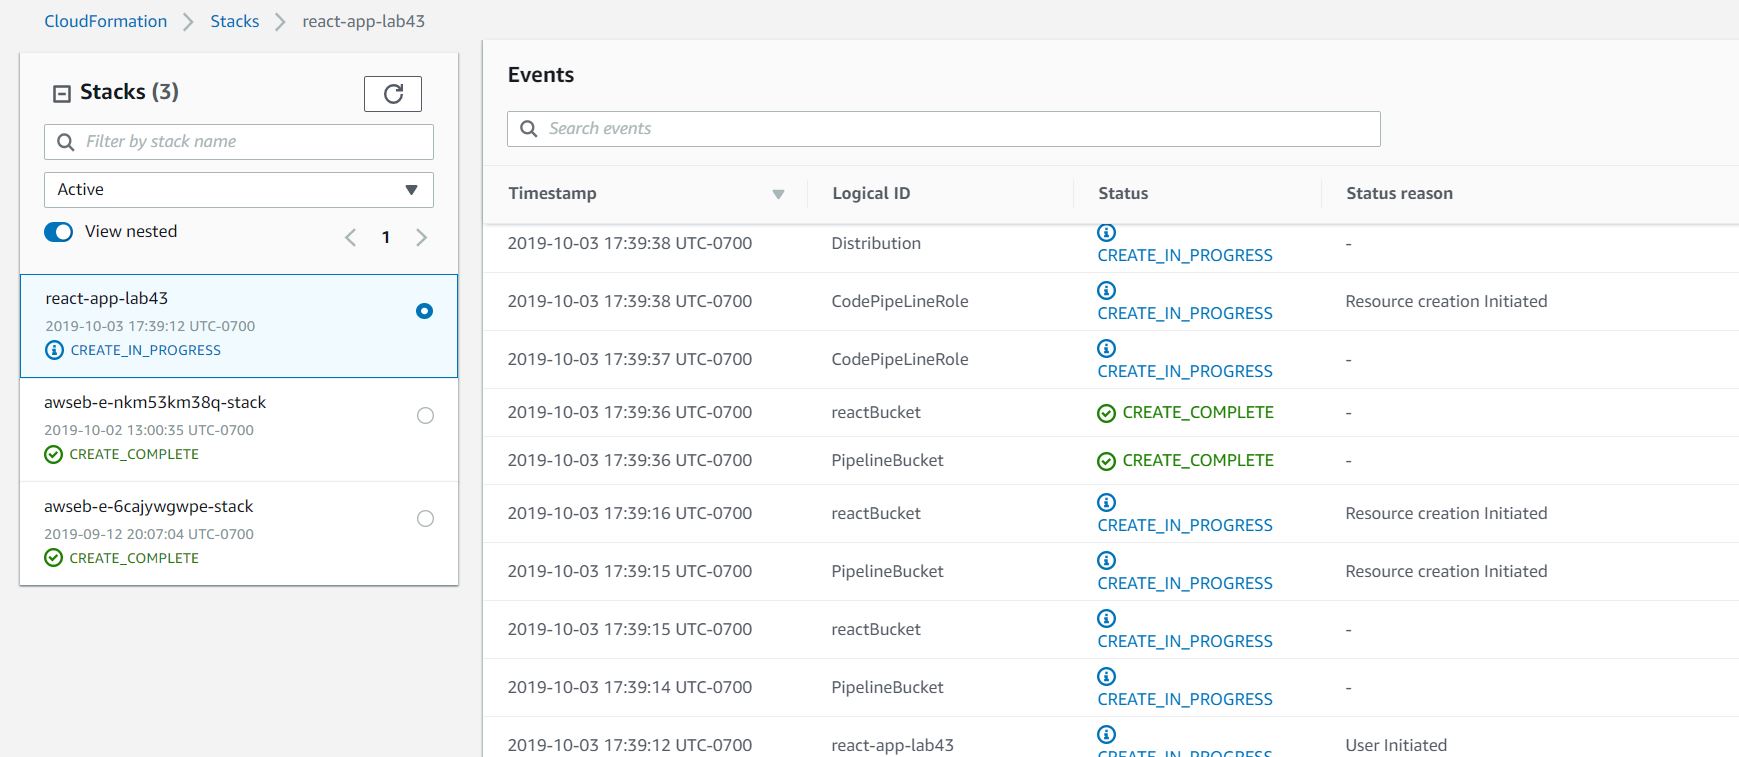 CloudFormation > Stacks > react-app-lab43
Stacks (3)
Filter by stack name
Active
View nested
1
react-app-lab43
2019-10-03 17:39:12 UTC-0700
CREATE_IN_PROGRESS
awseb-e-nkm53km38q-stack
2019-10-02 13:00:35 UTC-0700
CREATE_COMPLETE
awseb-e-6cajywgwpe-stack
2019-09-12 20:07:04 UTC-0700
CREATE_COMPLETE
Events
Search events
Timestamp Logical ID Status Status reason
2019-10-03 17:39:38 UTC-0700 Distribution CREATE_IN_PROGRESS -
2019-10-03 17:39:38 UTC-0700 CodePipeLineRole CREATE_IN_PROGRESS Resource creation Initiated
2019-10-03 17:39:37 UTC-0700 CodePipeLineRole CREATE_IN_PROGRESS -
2019-10-03 17:39:36 UTC-0700 reactBucket CREATE_COMPLETE -
2019-10-03 17:39:36 UTC-0700 PipelineBucket CREATE_COMPLETE -
2019-10-03 17:39:16 UTC-0700 reactBucket CREATE_IN_PROGRESS Resource creation Initiated
2019-10-03 17:39:15 UTC-0700 PipelineBucket CREATE_IN_PROGRESS Resource creation Initiated
2019-10-03 17:39:15 UTC-0700 reactBucket CREATE_IN_PROGRESS -
2019-10-03 17:39:14 UTC-0700 PipelineBucket CREATE_IN_PROGRESS -
2019-10-03 17:39:12 UTC-0700 react-app-lab43 CREATE_IN_PROGRESS User Initiated